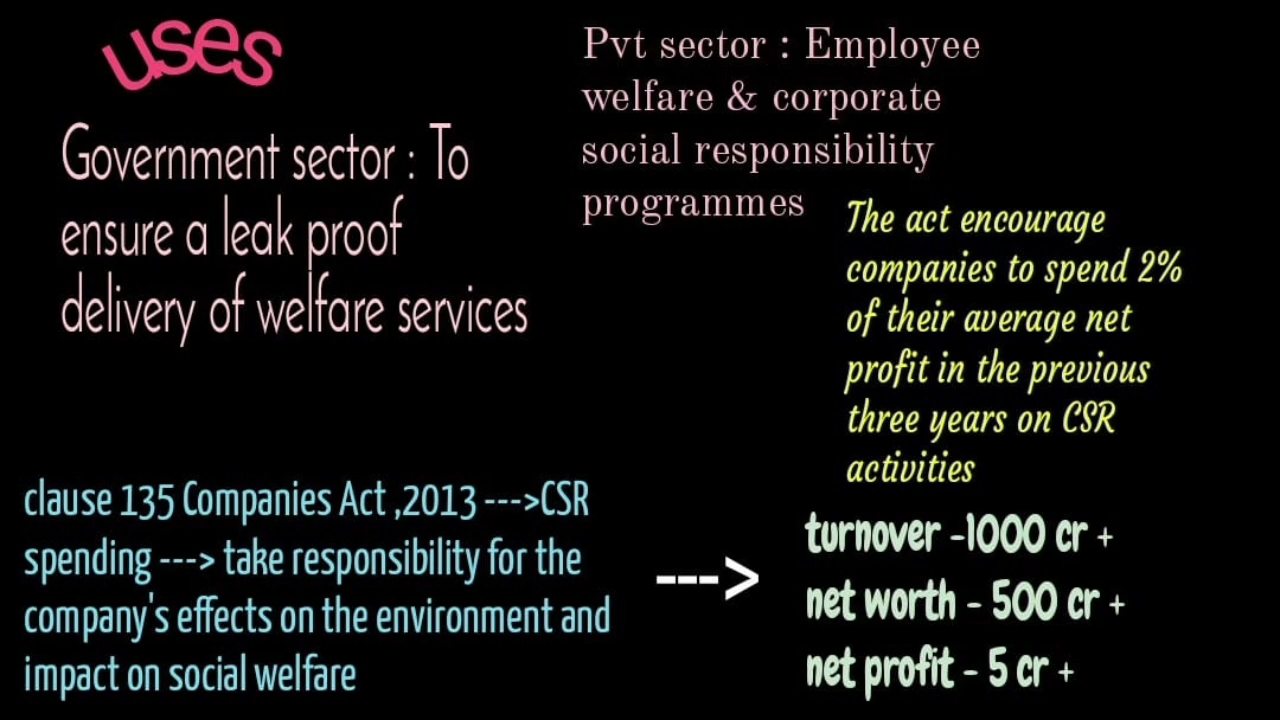 uses
Government sector : To
ensure a leak proof
delivery of welfare services
Pvt sector : Employee
welfare & corporate
social responsibility
programmes
The act encourage
companies to spend 2%
of their average net
profit in the previous
three years on CSR
activities
clause 135 Companies Act ,2013 --->CSR
spending ---> take responsibility for the
company's effects on the environment and
impact on social welfare
--->
turnover -1000 cr +
net worth - 500 cr +
net profit - 5 cr +